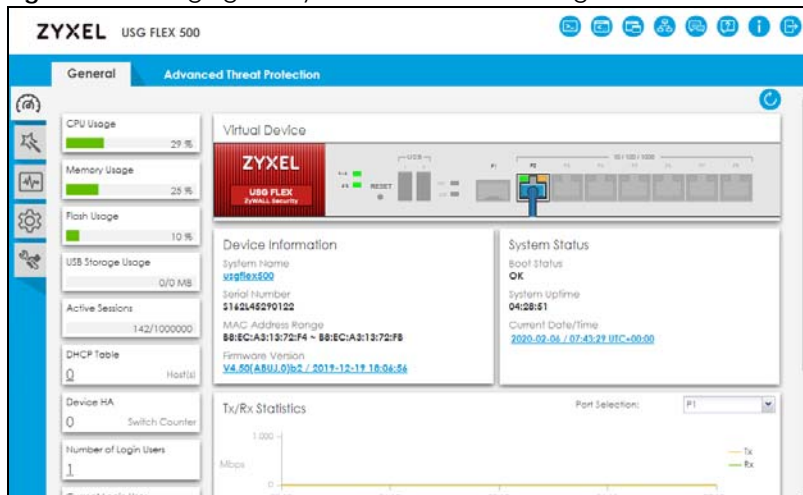 ZYXEL USG FLEX 500
General Advanced Threat Protection
CPU Usage
29 %
Memory Usage
25 %
Flash Usage
10 %
USB Storage Usage
0/0 MB
Active Sessions
142/1000000
DHCP Table
0 Host(s)
Device HA
0 Switch Counter
Number of Login Users
1
Virtual Device
ZYXEL
USG FLEX
ZyWALL Security
USB
RESET
P1
P2
10 / 100 / 1000
Device Information
System Name
usgflex500
Serial Number
S162L45290122
MAC Address Range
B8:EC:A3:13:72:F4 ~ B8:EC:A3:13:72:FB
Firmware Version
V4.50(ABUJ.0)b2 / 2019-12-19 18:06:56
System Status
Boot Status
OK
System Uptime
04:28:51
Current Date/Time
2020-02-06 / 07:43:29 UTC+00:00
Tx/Rx Statistics
Port Selection: P1
1 000
Mbps
0
Tx
Rx